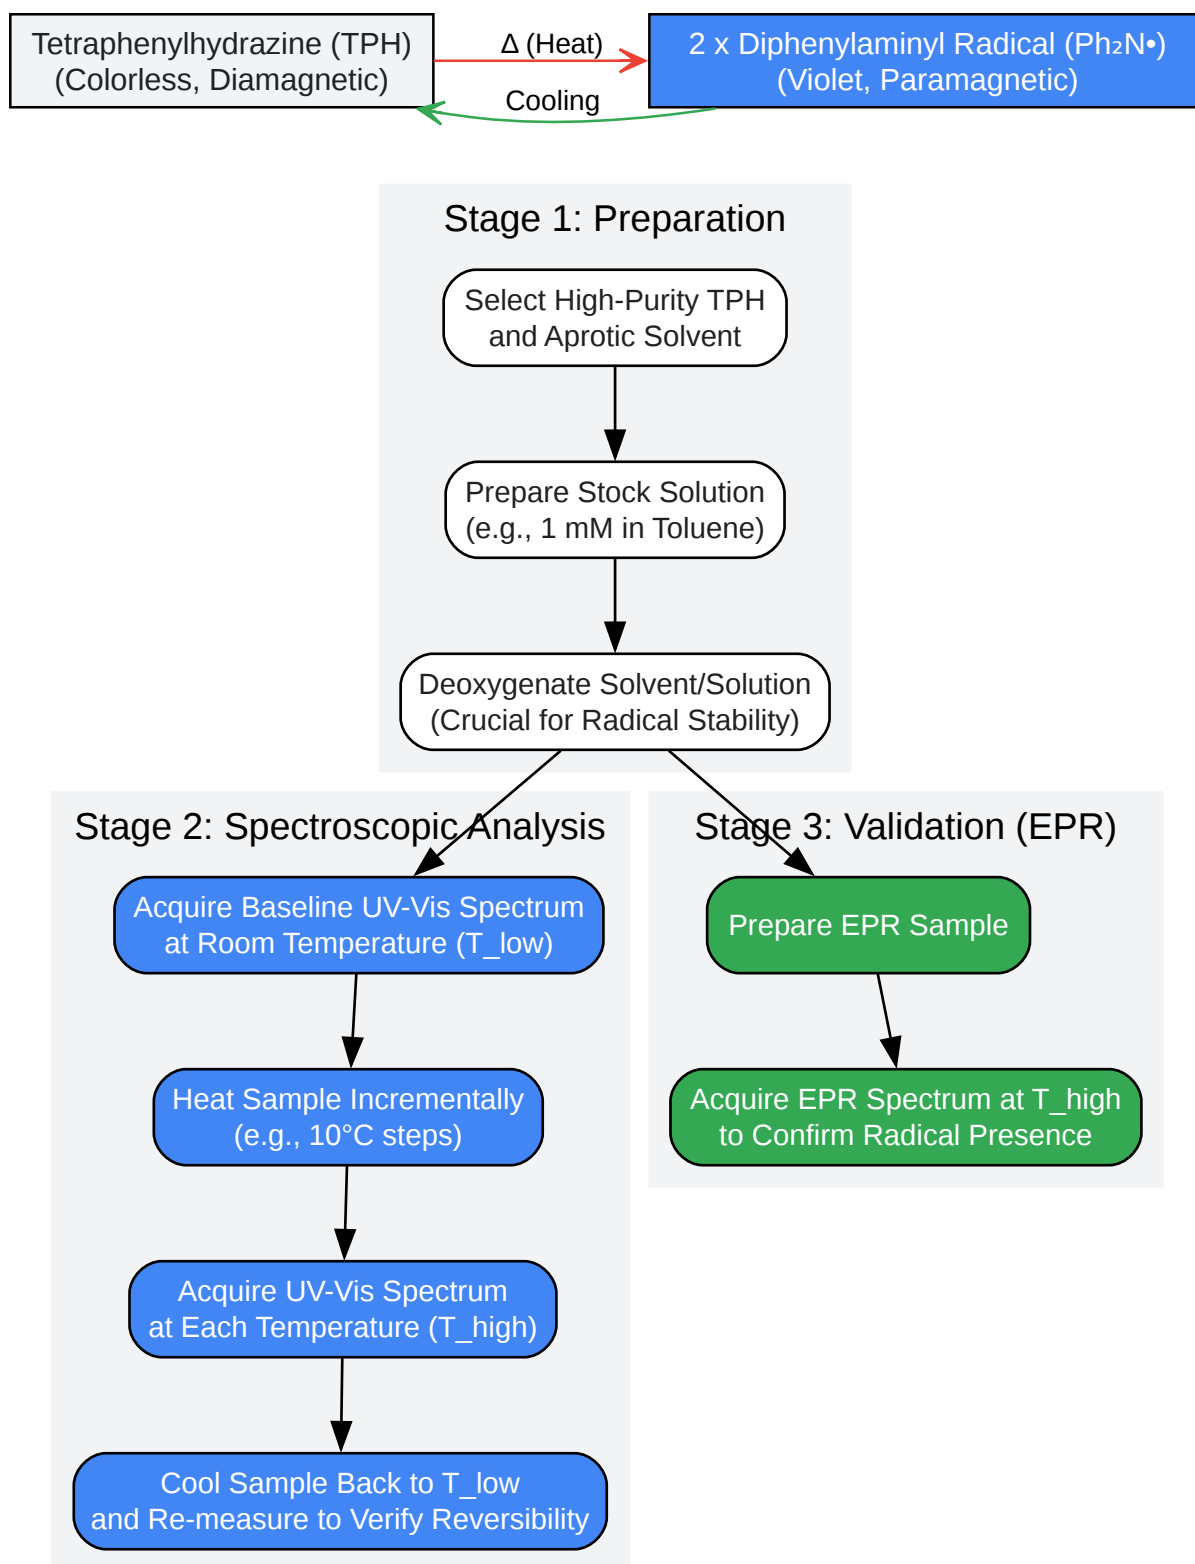 Tetraphenylhydrazine (TPH)
(Colorless, Diamagnetic)
Δ (Heat)
Cooling
2 x Diphenylaminyl Radical (Ph₂N•)
(Violet, Paramagnetic)
Stage 1: Preparation
Select High-Purity TPH
and Aprotic Solvent
Prepare Stock Solution
(e.g., 1 mM in Toluene)
Deoxygenate Solvent/Solution
(Crucial for Radical Stability)
Stage 2: Spectroscopic Analysis
Acquire Baseline UV-Vis Spectrum
at Room Temperature (T_low)
Heat Sample Incrementally
(e.g., 10°C steps)
Acquire UV-Vis Spectrum
at Each Temperature (T_high)
Cool Sample Back to T_low
and Re-measure to Verify Reversibility
Stage 3: Validation (EPR)
Prepare EPR Sample
Acquire EPR Spectrum at T_high
to Confirm Radical Presence